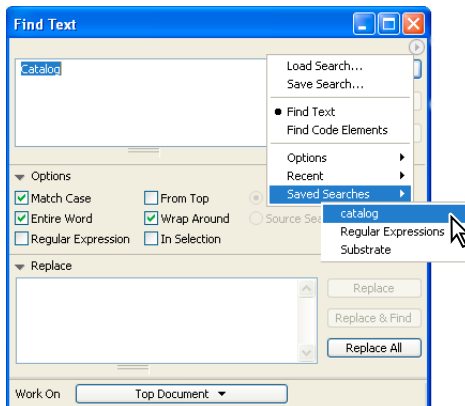 Find Text
Catalog
Load Search...
Save Search...
Find Text
Find Code Elements
Options
Recent
Saved Searches
catalog
Regular Expressions
Substrate
Options
Match Case
From Top
Entire Word
Wrap Around
Source Sea
Regular Expression
In Selection
Replace
Replace
Replace & Find
Replace All
Work On
Top Document